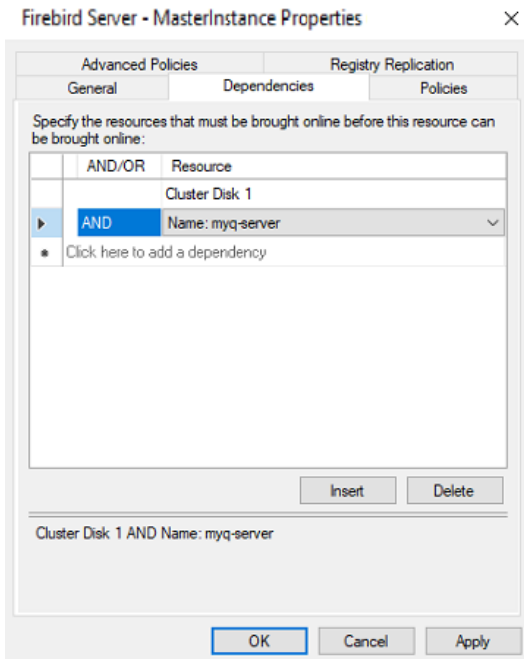 Firebird Server - MasterInstance Properties
Advanced Policies Registry Replication
General Dependencies Policies
Specify the resources that must be brought online before this resource can
be brought online:
AND/OR Resource
Cluster Disk 1
AND Name: myq-server
Click here to add a dependency
Insert Delete
Cluster Disk 1 AND Name: myq-server
OK Cancel Apply